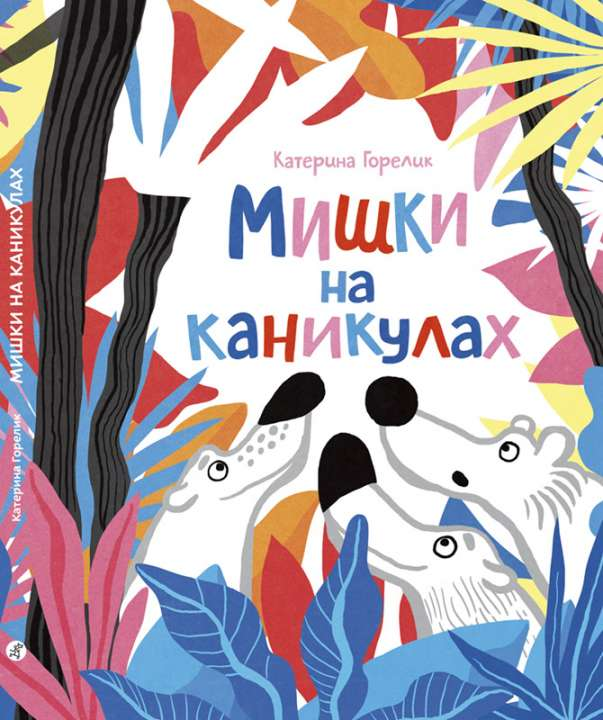 Катерина Горелик
Мишки
на
каникулах
МИШКИ НА КАНИКУЛАХ
Катерина Горелик